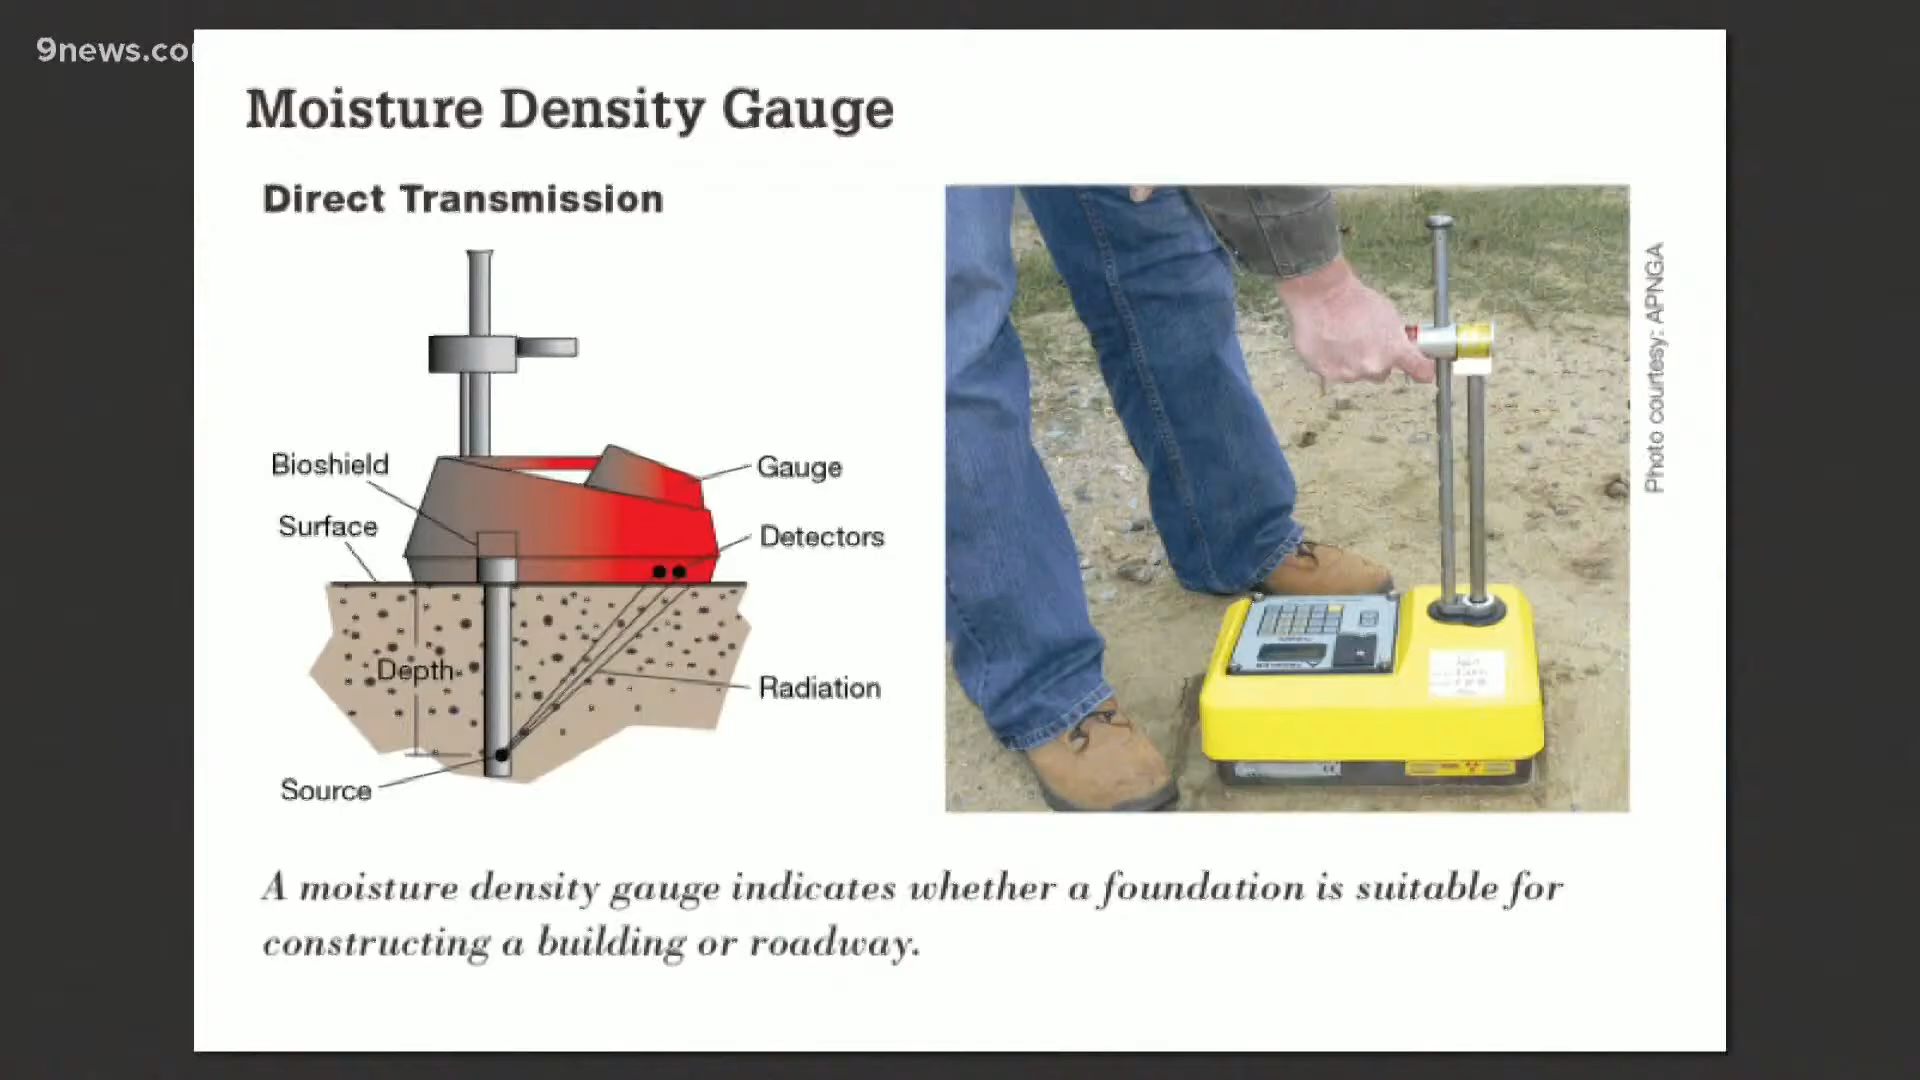 9news.co
Moisture Density Gauge
Direct Transmission
Bioshield
Gauge
Surface
Detectors
Depth
Radiation
Source
Photo courtesy: APNGA
A moisture density gauge indicates whether a foundation is suitable for
constructing a building or roadway.